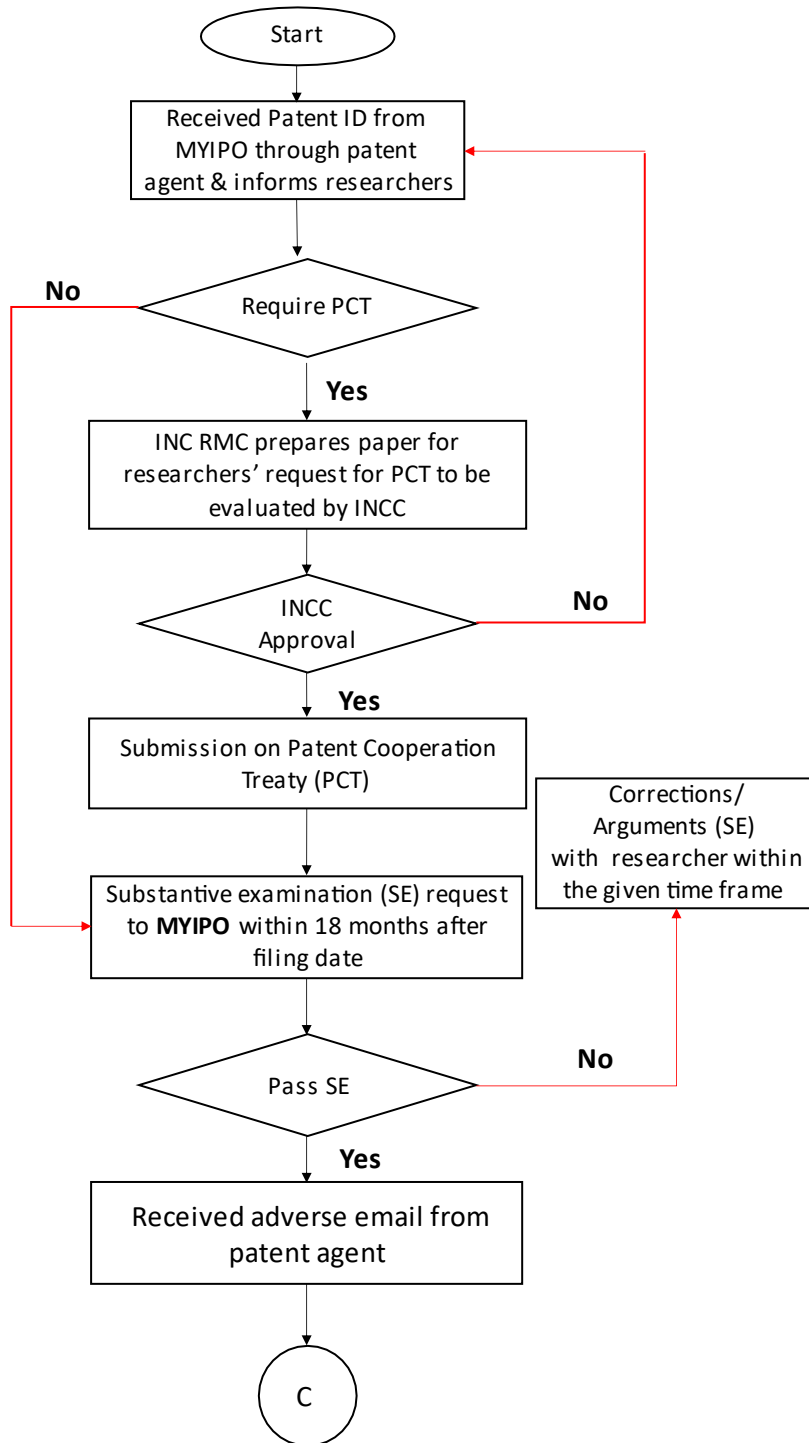 Start
Received Patent ID from
MYIPO through patent
agent & informs researchers
No
Require PCT
Yes
INC RMC prepares paper for
researchers’ request for PCT to be
evaluated by INCC
INCC
Approval
No
Yes
Submission on Patent Cooperation
Treaty (PCT)
Corrections/
Arguments (SE)
with researcher within
the given time frame
Substantive examination (SE) request
to MYIPO within 18 months after
filing date
Pass SE
No
Yes
Received adverse email from
patent agent
C